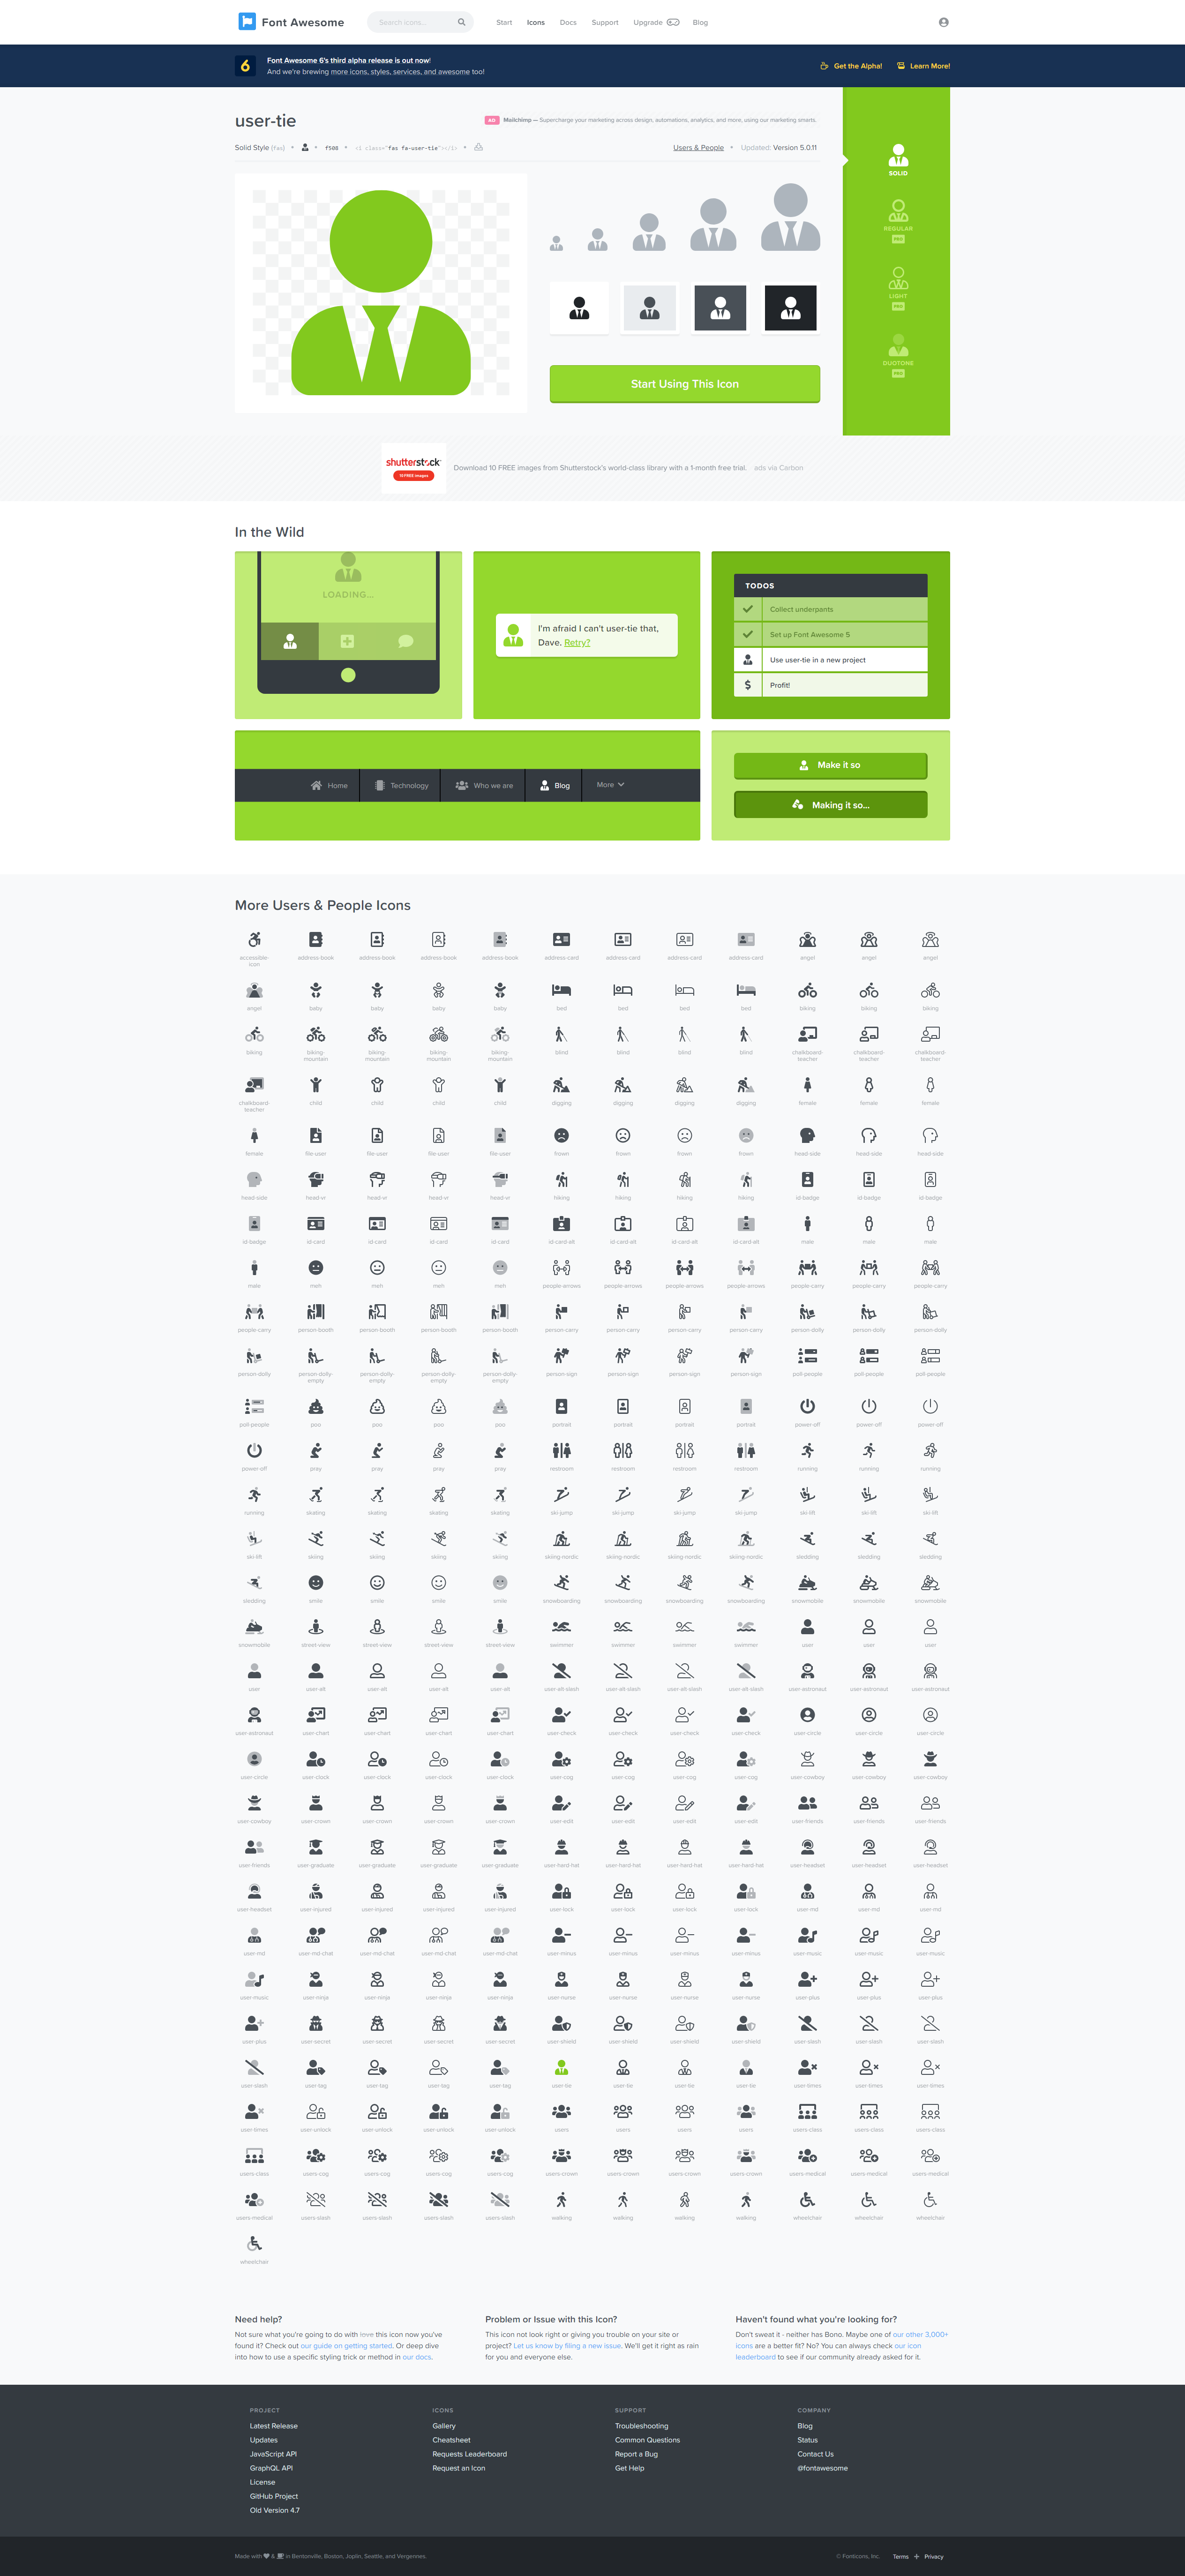 Font Awesome
Search icons...
Start Icons Docs Support Upgrade Blog
6
Font Awesome 6's third alpha release is out now!
And we're brewing more icons, styles, services, and awesome too!
Get the Alpha! Learn More!
user-tie
AD Mailchimp — Supercharge your marketing across design, automations, analytics, and more, using our marketing smarts.
Solid Style (fas) f508 <i class="fas fa-user-tie"></i>
Users & People Updated: Version 5.0.11
SOLID
REGULAR
PRO
LIGHT
PRO
DUOTONE
PRO
Start Using This Icon
shutterstock
10 FREE images
Download 10 FREE images from Shutterstock's world-class library with a 1-month free trial. ads via Carbon
In the Wild
LOADING...
I'm afraid I can't user-tie that,
Dave. Retry?
TODOS
Collect underpants
Set up Font Awesome 5
Use user-tie in a new project
Profit!
Home Technology Who we are Blog More
Make it so
Making it so...
More Users & People Icons
accessible-
icon
address-book address-book address-book address-book address-card address-card address-card address-card angel angel angel
angel baby baby baby baby bed bed bed bed biking biking biking
biking biking-mountain biking-mountain biking-mountain biking-mountain blind blind blind blind chalkboard-teacher chalkboard-teacher chalkboard-teacher
chalkboard-teacher child child child child digging digging digging digging female female female
female file-user file-user file-user file-user frown frown frown frown head-side head-side head-side
head-side head-vr head-vr head-vr head-vr hiking hiking hiking hiking id-badge id-badge id-badge
id-badge id-card id-card id-card id-card id-card-alt id-card-alt id-card-alt id-card-alt male male male
male meh meh meh meh people-arrows people-arrows people-arrows people-arrows people-carry people-carry people-carry
people-carry person-booth person-booth person-booth person-booth person-carry person-carry person-carry person-carry person-dolly person-dolly person-dolly
person-dolly person-dolly-empty person-dolly-empty person-dolly-empty person-dolly-empty person-sign person-sign person-sign person-sign poll-people poll-people poll-people
poll-people poo poo poo poo portrait portrait portrait portrait power-off power-off power-off
power-off pray pray pray pray restroom restroom restroom restroom running running running
running skating skating skating skating ski-jump ski-jump ski-jump ski-jump ski-lift ski-lift ski-lift
ski-lift skiing skiing skiing skiing skiing-nordic skiing-nordic skiing-nordic skiing-nordic sledding sledding sledding
sledding smile smile smile smile snowboarding snowboarding snowboarding snowboarding snowmobile snowmobile snowmobile
snowmobile street-view street-view street-view street-view swimmer swimmer swimmer swimmer user user user
user user-alt user-alt user-alt user-alt user-alt-slash user-alt-slash user-alt-slash user-alt-slash user-astronaut user-astronaut user-astronaut
user-astronaut user-chart user-chart user-chart user-chart user-check user-check user-check user-check user-circle user-circle user-circle
user-circle user-clock user-clock user-clock user-clock user-cog user-cog user-cog user-cog user-cowboy user-cowboy user-cowboy
user-cowboy user-crown user-crown user-crown user-crown user-edit user-edit user-edit user-edit user-friends user-friends user-friends
user-friends user-graduate user-graduate user-graduate user-graduate user-hard-hat user-hard-hat user-hard-hat user-hard-hat user-headset user-headset user-headset
user-headset user-injured user-injured user-injured user-injured user-lock user-lock user-lock user-lock user-md user-md user-md
user-md user-md-chat user-md-chat user-md-chat user-md-chat user-minus user-minus user-minus user-minus user-music user-music user-music
user-music user-ninja user-ninja user-ninja user-ninja user-nurse user-nurse user-nurse user-nurse user-plus user-plus user-plus
user-plus user-secret user-secret user-secret user-secret user-shield user-shield user-shield user-shield user-slash user-slash user-slash
user-slash user-tag user-tag user-tag user-tag user-tie user-tie user-tie user-tie user-times user-times user-times
user-times user-unlock user-unlock user-unlock user-unlock users users users users users-class users-class users-class
users-class users-cog users-cog users-cog users-cog users-crown users-crown users-crown users-crown users-medical users-medical users-medical
users-medical users-slash users-slash users-slash users-slash walking walking walking walking wheelchair wheelchair wheelchair
wheelchair
Need help?
Not sure what you're going to do with love this icon now you've
found it? Check out our guide on getting started. Or deep dive
into how to use a specific styling trick or method in our docs.
Problem or Issue with this Icon?
This icon not look right or giving you trouble on your site or
project? Let us know by filing a new issue. We'll get it right as rain
for you and everyone else.
Haven't found what you're looking for?
Don't sweat it - neither has Bono. Maybe one of our other 3,000+
icons are a better fit? No? You can always check our icon
leaderboard to see if our community already asked for it.
PROJECT
Latest Release
Updates
JavaScript API
GraphQL API
License
GitHub Project
Old Version 4.7
ICONS
Gallery
Cheatsheet
Requests Leaderboard
Request an Icon
SUPPORT
Troubleshooting
Common Questions
Report a Bug
Get Help
COMPANY
Blog
Status
Contact Us
@fontawesome
Made with & in Bentonville, Boston, Joplin, Seattle, and Vergennes.
© Fonticons, Inc. Terms Privacy